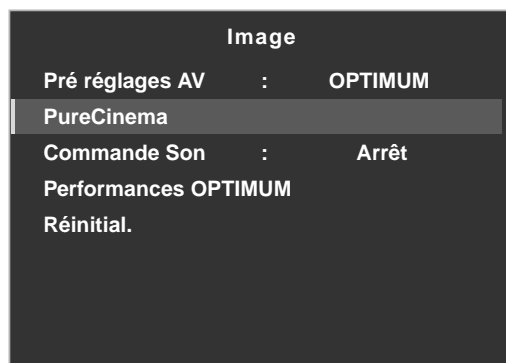 Image
Pré réglages AV : OPTIMUM
PureCinema
Commande Son : Arrêt
Performances OPTIMUM
Réinitial.